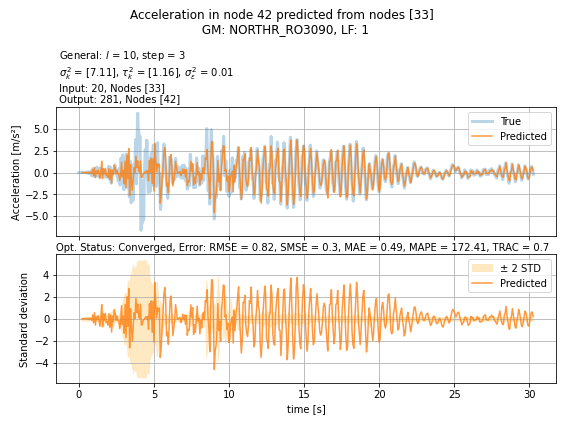 Acceleration in node 42 predicted from nodes [33]
GM: NORTHR_RO3090, LF: 1
General: l = 10, step = 3
σ²ₖ = [7.11], τ²ₖ = [1.16], σ²ε = 0.01
Input: 20, Nodes [33]
Output: 281, Nodes [42]
Acceleration [m/s²]
5.0
2.5
0.0
−2.5
−5.0
True
Predicted
Opt. Status: Converged, Error: RMSE = 0.82, SMSE = 0.3, MAE = 0.49, MAPE = 172.41, TRAC = 0.7
Standard deviation
4
2
0
−2
−4
± 2 STD
Predicted
0 5 10 15 20 25 30
time [s]